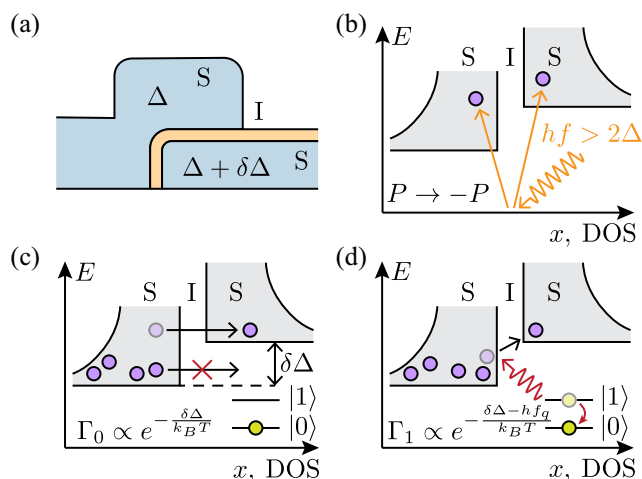 (a)
S
Δ
I
Δ + δΔ
S
(b)
E
S
I
S
hf > 2Δ
P → −P
x, DOS
(c)
E
S
I
S
δΔ
|1⟩
Γ₀ ∝ e^{−δΔ/(k_B T)}
|0⟩
x, DOS
(d)
E
S
I
S
|1⟩
Γ₁ ∝ e^{−(δΔ−hf_q)/(k_B T)}
|0⟩
x, DOS